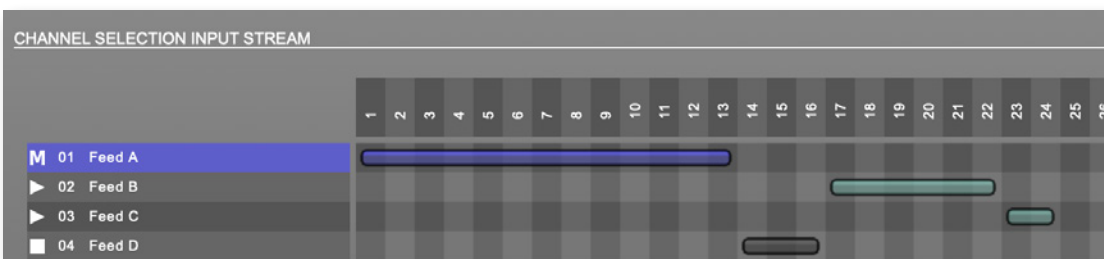 CHANNEL SELECTION INPUT STREAM
1 2 3 4 5 6 7 8 9 10 11 12 13 14 15 16 17 18 19 20 21 22 23 24 25
M 01 Feed A
02 Feed B
03 Feed C
04 Feed D